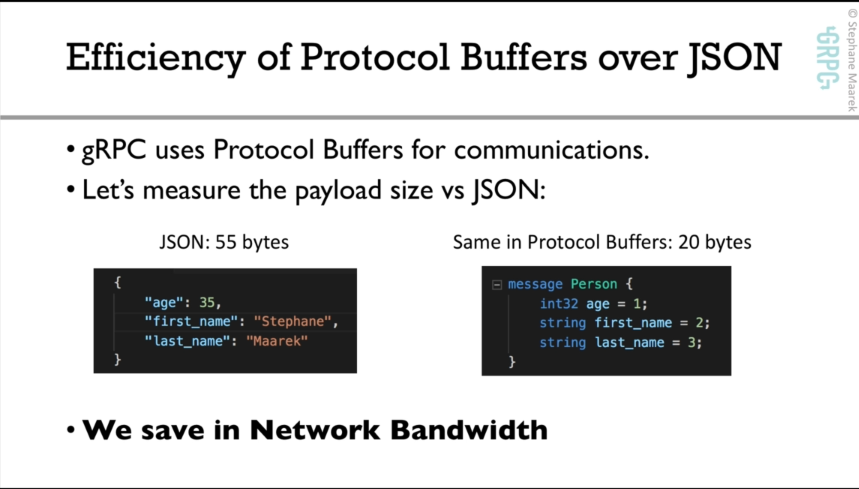 Efficiency of Protocol Buffers over JSON
gRPC
© Stephane Maarek
• gRPC uses Protocol Buffers for communications.
• Let's measure the payload size vs JSON:
JSON: 55 bytes
{
"age": 35,
"first_name": "Stephane",
"last_name": "Maarek"
}
Same in Protocol Buffers: 20 bytes
message Person {
int32 age = 1;
string first_name = 2;
string last_name = 3;
}
• We save in Network Bandwidth